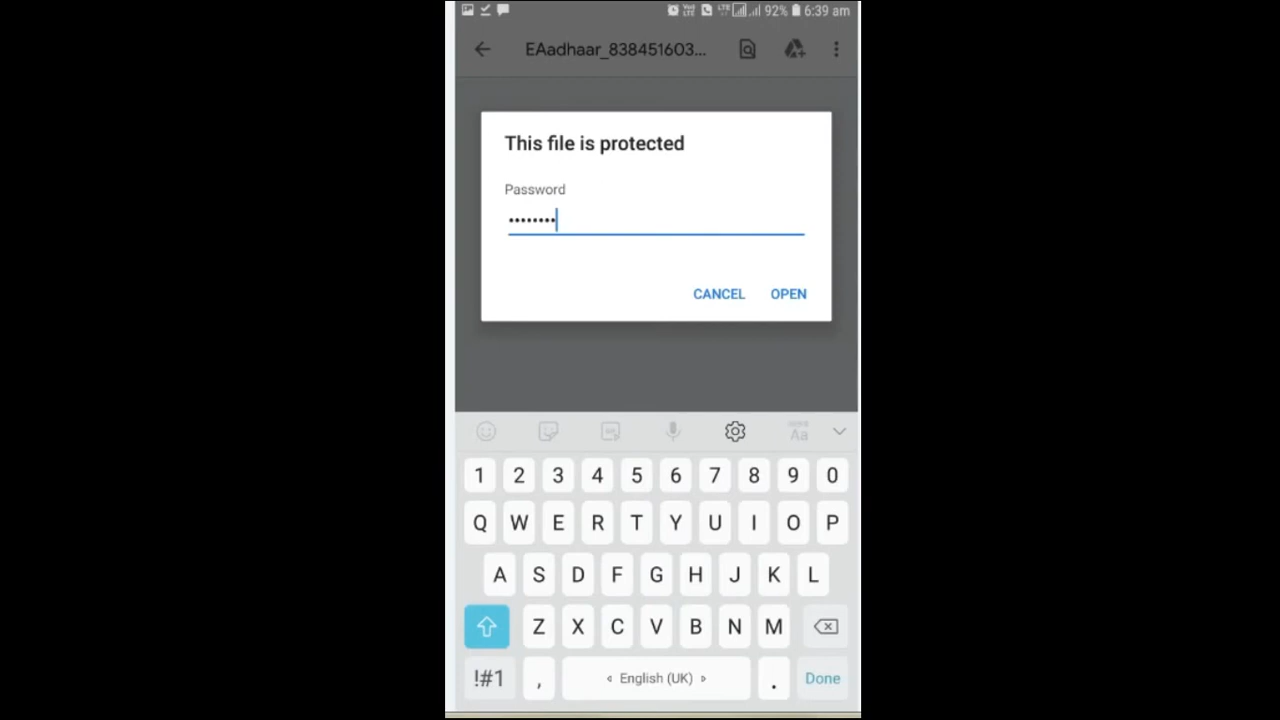 92% 6:39 am
EAadhaar_838451603...
This file is protected
Password
••••••••
CANCEL OPEN
1 2 3 4 5 6 7 8 9 0
Q W E R T Y U I O P
A S D F G H J K L
Z X C V B N M
!#1 , English (UK) . Done